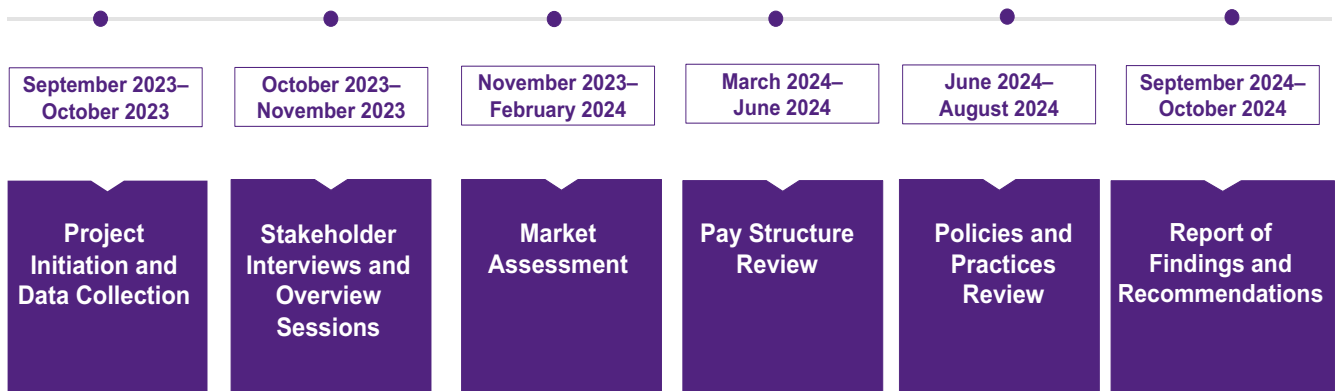 September 2023–
October 2023
October 2023–
November 2023
November 2023–
February 2024
March 2024–
June 2024
June 2024–
August 2024
September 2024–
October 2024
Project
Initiation and
Data Collection
Stakeholder
Interviews and
Overview
Sessions
Market
Assessment
Pay Structure
Review
Policies and
Practices
Review
Report of
Findings and
Recommendations